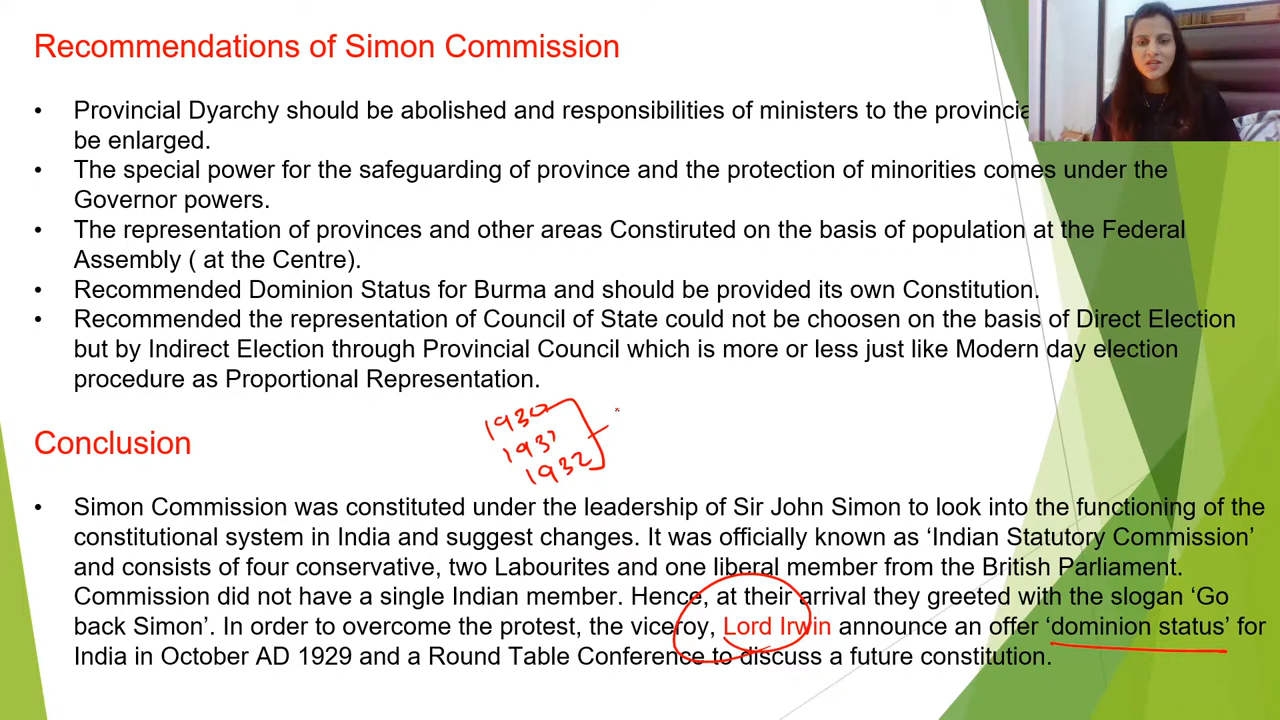 Recommendations of Simon Commission
• Provincial Dyarchy should be abolished and responsibilities of ministers to the
be enlarged.
• The special power for the safeguarding of province and the protection of minorities comes under the
Governor powers.
• The representation of provinces and other areas Constiruted on the basis of population at the Federal
Assembly ( at the Centre).
• Recommended Dominion Status for Burma and should be provided its own Constitution.
• Recommended the representation of Council of State could not be choosen on the basis of Direct Election
but by Indirect Election through Provincial Council which is more or less just like Modern day election
procedure as Proportional Representation.
1930
1931
1932
Conclusion
• Simon Commission was constituted under the leadership of Sir John Simon to look into the functioning of the
constitutional system in India and suggest changes. It was officially known as ‘Indian Statutory Commission’
and consists of four conservative, two Labourites and one liberal member from the British Parliament.
Commission did not have a single Indian member. Hence, at their arrival they greeted with the slogan ‘Go
back Simon’. In order to overcome the protest, the viceroy, Lord Irwin announce an offer ‘dominion status’ for
India in October AD 1929 and a Round Table Conference to discuss a future constitution.